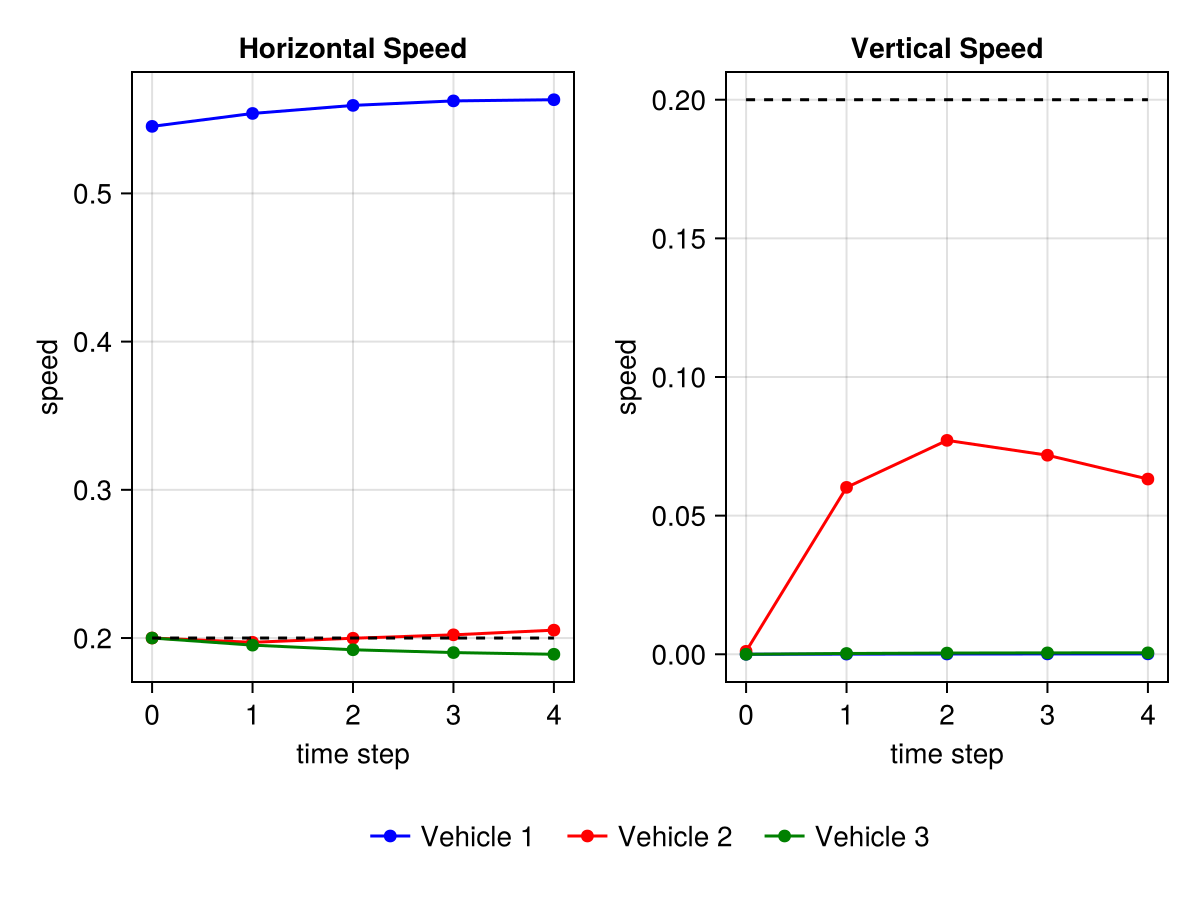 Horizontal Speed
speed
0.5
0.4
0.3
0.2
0
1
2
3
4
time step
Vertical Speed
speed
0.20
0.15
0.10
0.05
0.00
0
1
2
3
4
time step
Vehicle 1
Vehicle 2
Vehicle 3